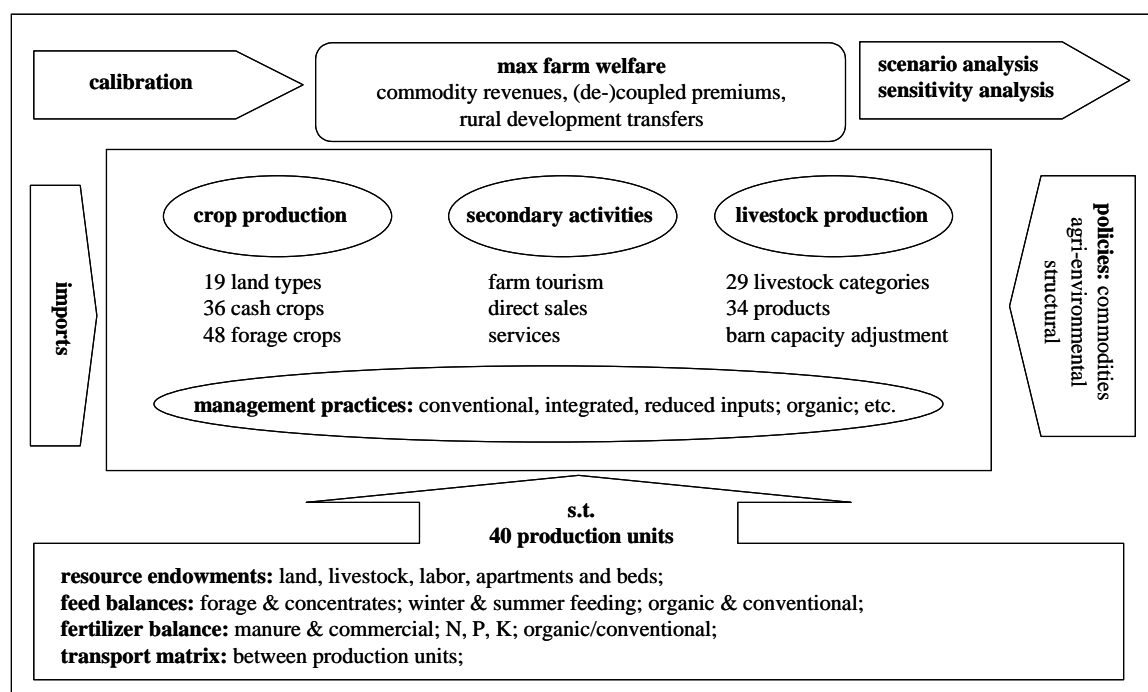 calibration
max farm welfare
commodity revenues, (de-)coupled premiums,
rural development transfers
scenario analysis
sensitivity analysis
imports
crop production
19 land types
36 cash crops
48 forage crops
secondary activities
farm tourism
direct sales
services
livestock production
29 livestock categories
34 products
barn capacity adjustment
policies: commodities
agri-environmental
structural
management practices: conventional, integrated, reduced inputs; organic; etc.
s.t.
40 production units
resource endowments: land, livestock, labor, apartments and beds;
feed balances: forage & concentrates; winter & summer feeding; organic & conventional;
fertilizer balance: manure & commercial; N, P, K; organic/conventional;
transport matrix: between production units;